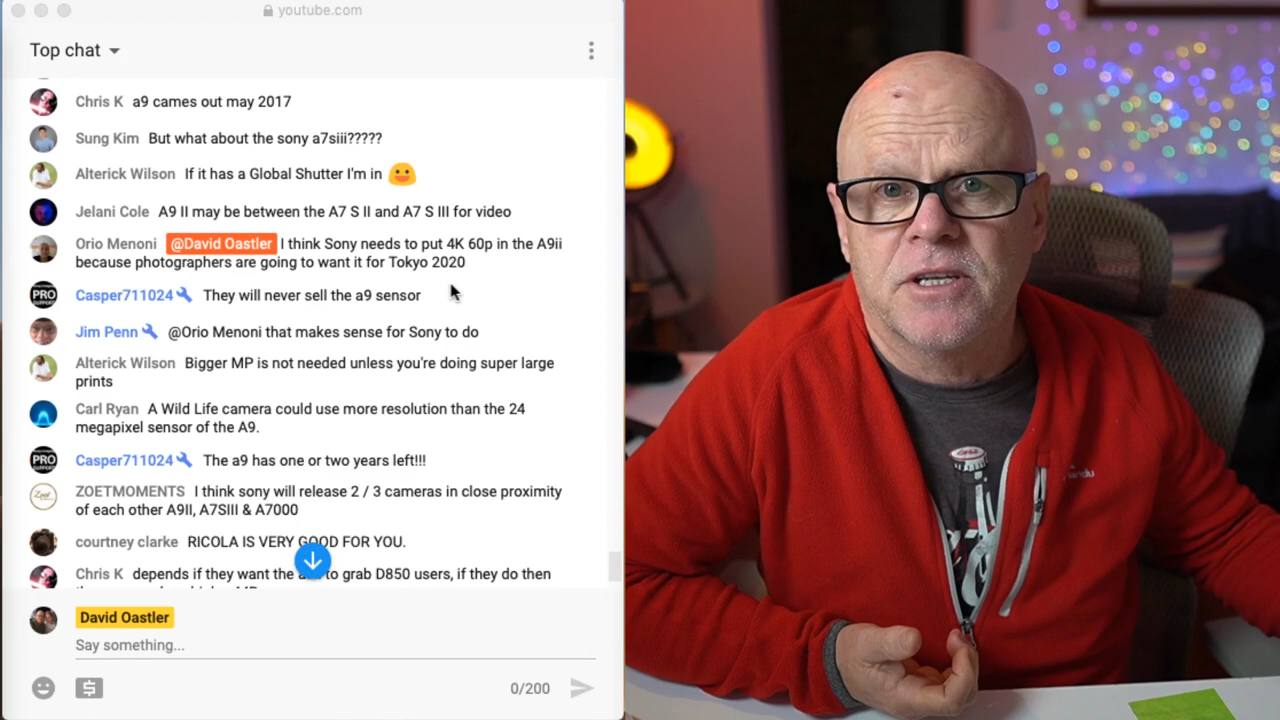 youtube.com
Top chat
Chris K a9 cames out may 2017
Sung Kim But what about the sony a7siii?????
Alterick Wilson If it has a Global Shutter I'm in
Jelani Cole A9 II may be between the A7 S II and A7 S III for video
Orio Menoni @David Oastler I think Sony needs to put 4K 60p in the A9ii
because photographers are going to want it for Tokyo 2020
PRO
Casper711024 They will never sell the a9 sensor
Jim Penn @Orio Menoni that makes sense for Sony to do
Alterick Wilson Bigger MP is not needed unless you're doing super large
prints
Carl Ryan A Wild Life camera could use more resolution than the 24
megapixel sensor of the A9.
PRO
Casper711024 The a9 has one or two years left!!!
ZOETMOMENTS I think sony will release 2 / 3 cameras in close proximity
of each other A9II, A7SIII & A7000
courtney clarke RICOLA IS VERY GOOD FOR YOU.
Chris K depends if they want the to grab D850 users, if they do then
David Oastler
Say something...
$
0/200